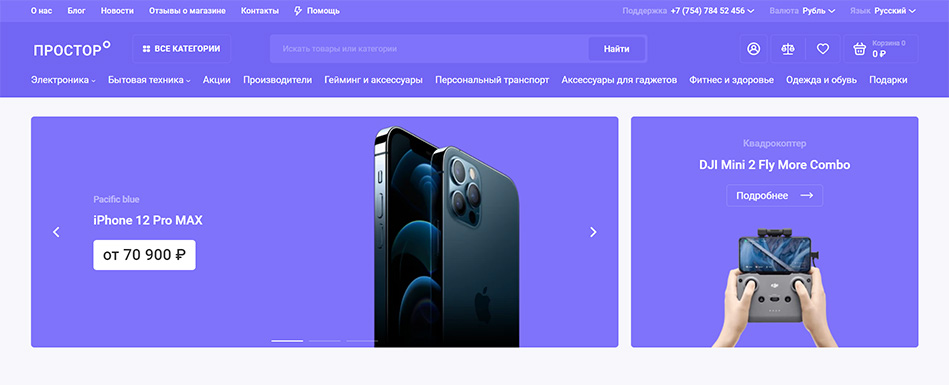 О нас Блог Новости Отзывы о магазине Контакты Помощь Поддержка +7 (754) 784 52 456 Валюта Рубль Язык Русский
ПРОСТОР ВСЕ КАТЕГОРИИ Искать товары или категории Найти Корзина 0
0 ₽
Электроника Бытовая техника Акции Производители Гейминг и аксессуары Персональный транспорт Аксессуары для гаджетов Фитнес и здоровье Одежда и обувь Подарки
Pacific blue
iPhone 12 Pro MAX
от 70 900 ₽
Квадрокоптер
DJI Mini 2 Fly More Combo
Подробнее
dji